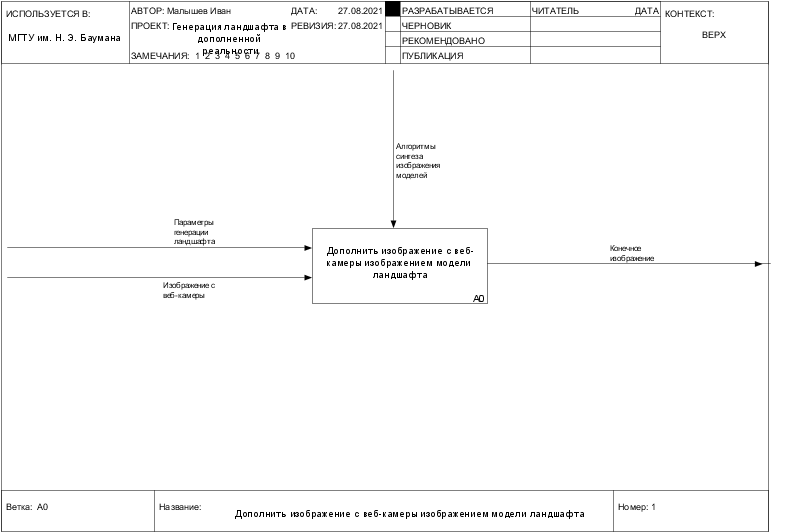 ИСПОЛЬЗУЕТСЯ В:
МГТУ им. Н. Э. Баумана
АВТОР: Малышев Иван
ДАТА: 27.08.2021
ПРОЕКТ: Генерация ландшафта в
дополненной
реальности
РЕВИЗИЯ: 27.08.2021
ЗАМЕЧАНИЯ: 1 2 3 4 5 6 7 8 9 10
РАЗРАБАТЫВАЕТСЯ
ЧЕРНОВИК
РЕКОМЕНДОВАНО
ПУБЛИКАЦИЯ
ЧИТАТЕЛЬ ДАТА
КОНТЕКСТ:
ВЕРХ
Алгоритмы
сингеза
изображения
моделей
Параметры
генерации
ландшафта
Дополнить изображение с веб-
камеры изображением модели
ландшафта
A0
Конечное
изображение
Изображение с
веб-камеры
Ветка: A0
Название:
Дополнить изображение с веб-камеры изображением модели ландшафта
Номер: 1